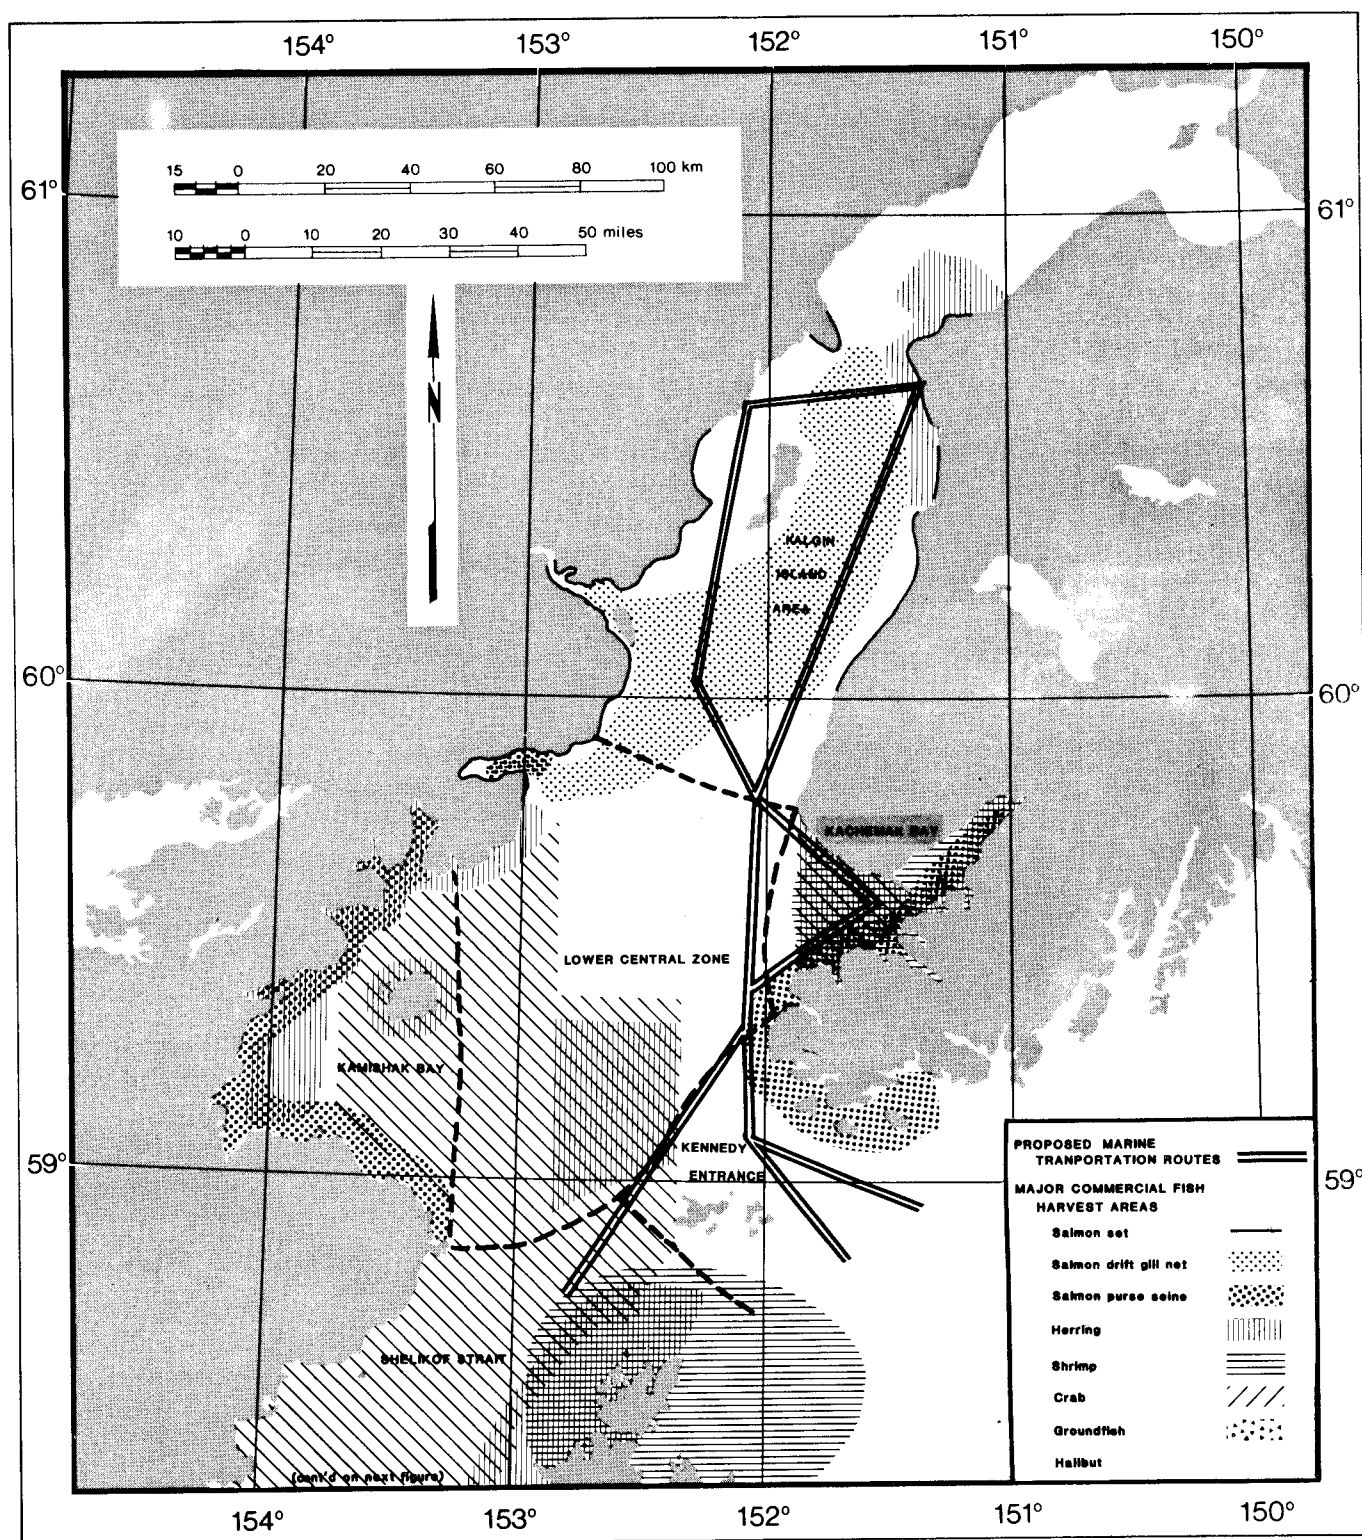 154° 153° 152° 151° 150°
15 0 20 40 60 80 100 km
61° 61°
10 0 10 20 30 40 50 miles
N
KALGIN
ISLAND
AREA
60° 60°
KACHEMAK BAY
LOWER CENTRAL ZONE
KAMISHAK BAY
KENNEDY
ENTRANCE
59° 59°
SHELIKOF STRAIT
(cont'd on next figure)
PROPOSED MARINE
TRANPORTATION ROUTES
MAJOR COMMERCIAL FISH
HARVEST AREAS
Salmon set
Salmon drift gill net
Salmon purse seine
Herring
Shrimp
Crab
Groundfish
Halibut
154° 153° 152° 151° 150°